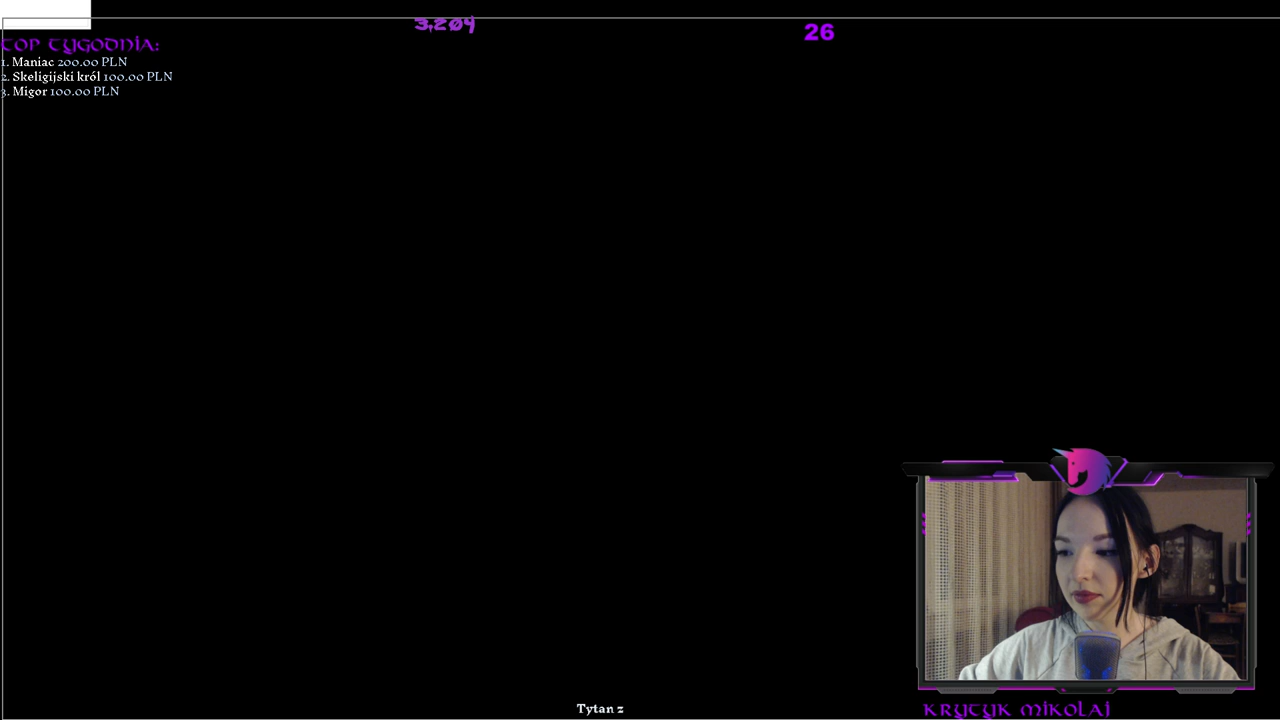 3,204
26
TOP TYGODNIA:
1. Maniac 200.00 PLN
2. Skeligijski król 100.00 PLN
3. Migor 100.00 PLN
Tytan z
KRYTYK MIKOLAJ